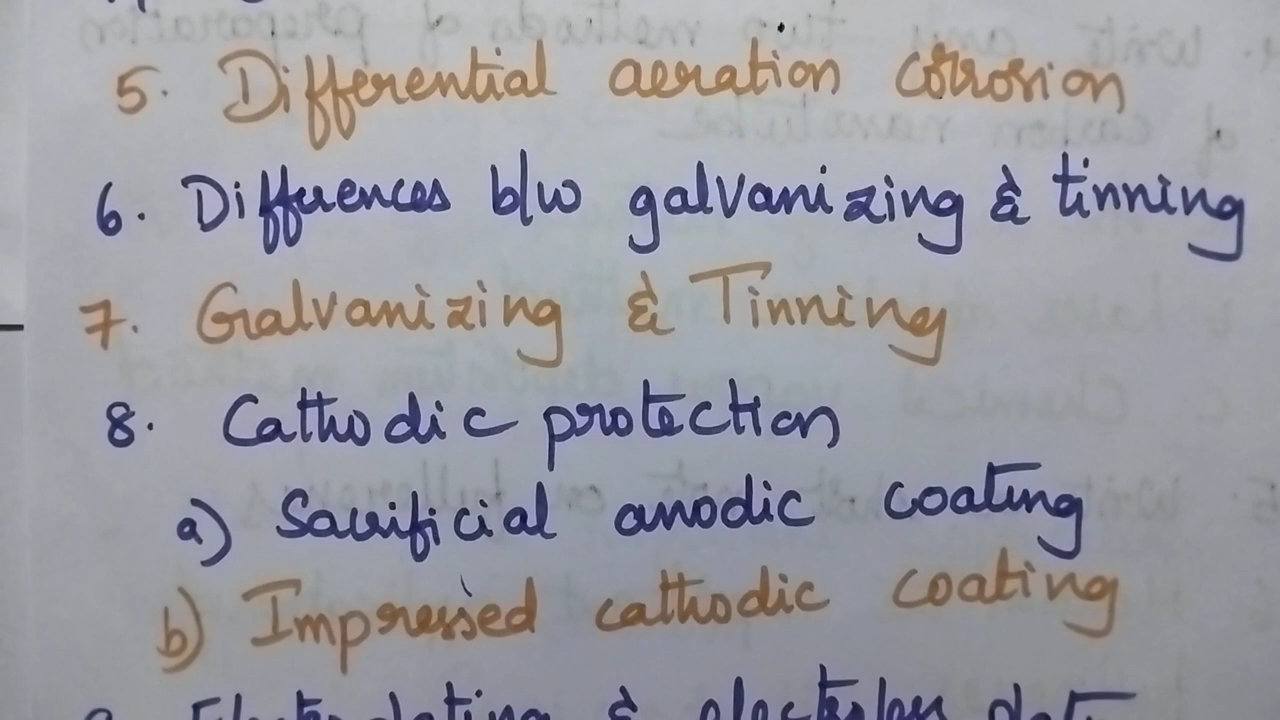 5. Differential aeration corrosion
6. Differences b/w galvanizing & tinning
7. Galvanizing & Tinning
8. Cathodic protection
a) Sacrificial anodic coating
b) Impressed cathodic coating